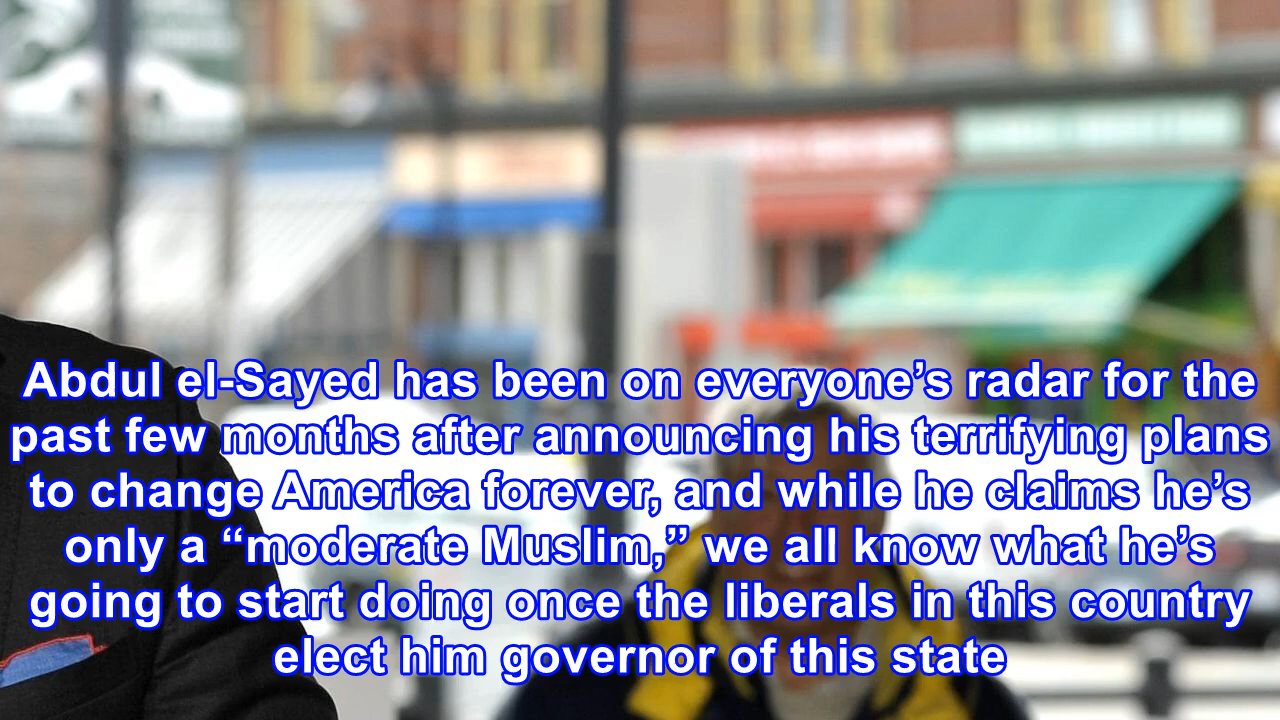 Abdul el-Sayed has been on everyone’s radar for the
past few months after announcing his terrifying plans
to change America forever, and while he claims he’s
only a “moderate Muslim,” we all know what he’s
going to start doing once the liberals in this country
elect him governor of this state